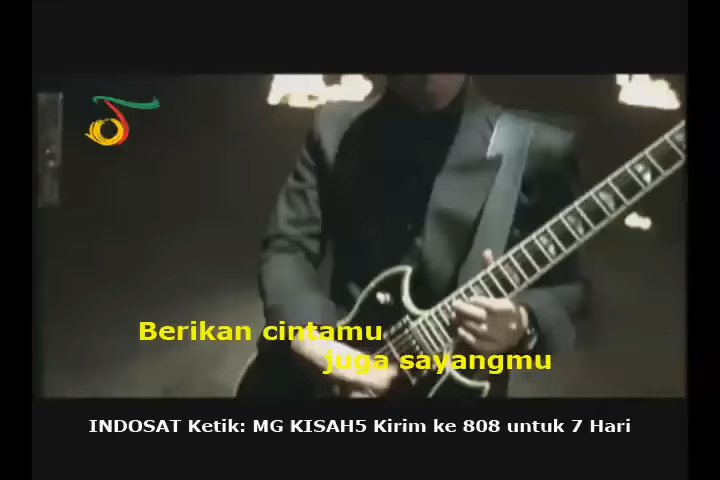 Berikan cintamu
juga sayangmu
INDOSAT Ketik: MG KISAH5 Kirim ke 808 untuk 7 Hari